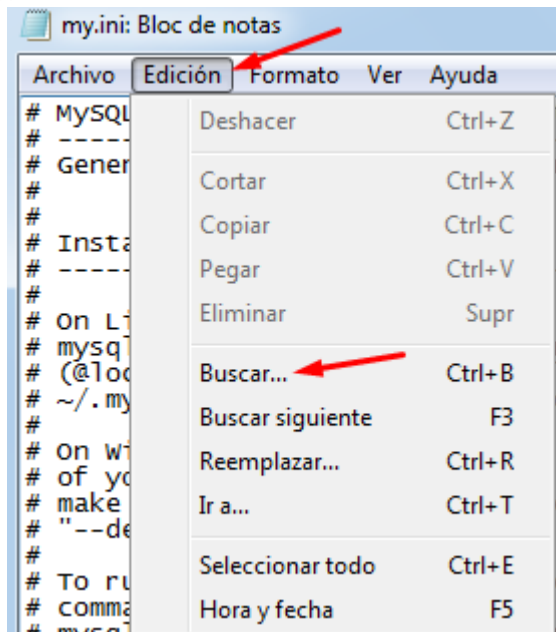 my.ini: Bloc de notas
Archivo Edición Formato Ver Ayuda
# MySQL
# -----
# Gener
#
#
# Insta
# -----
#
# On Li
# mysql
# (@loc
# ~/.my
#
# On Wi
# of yo
# make
# "--de
#
# To ru
# comma
# mysql
Deshacer Ctrl+Z
Cortar Ctrl+X
Copiar Ctrl+C
Pegar Ctrl+V
Eliminar Supr
Buscar... Ctrl+B
Buscar siguiente F3
Reemplazar... Ctrl+R
Ir a... Ctrl+T
Seleccionar todo Ctrl+E
Hora y fecha F5